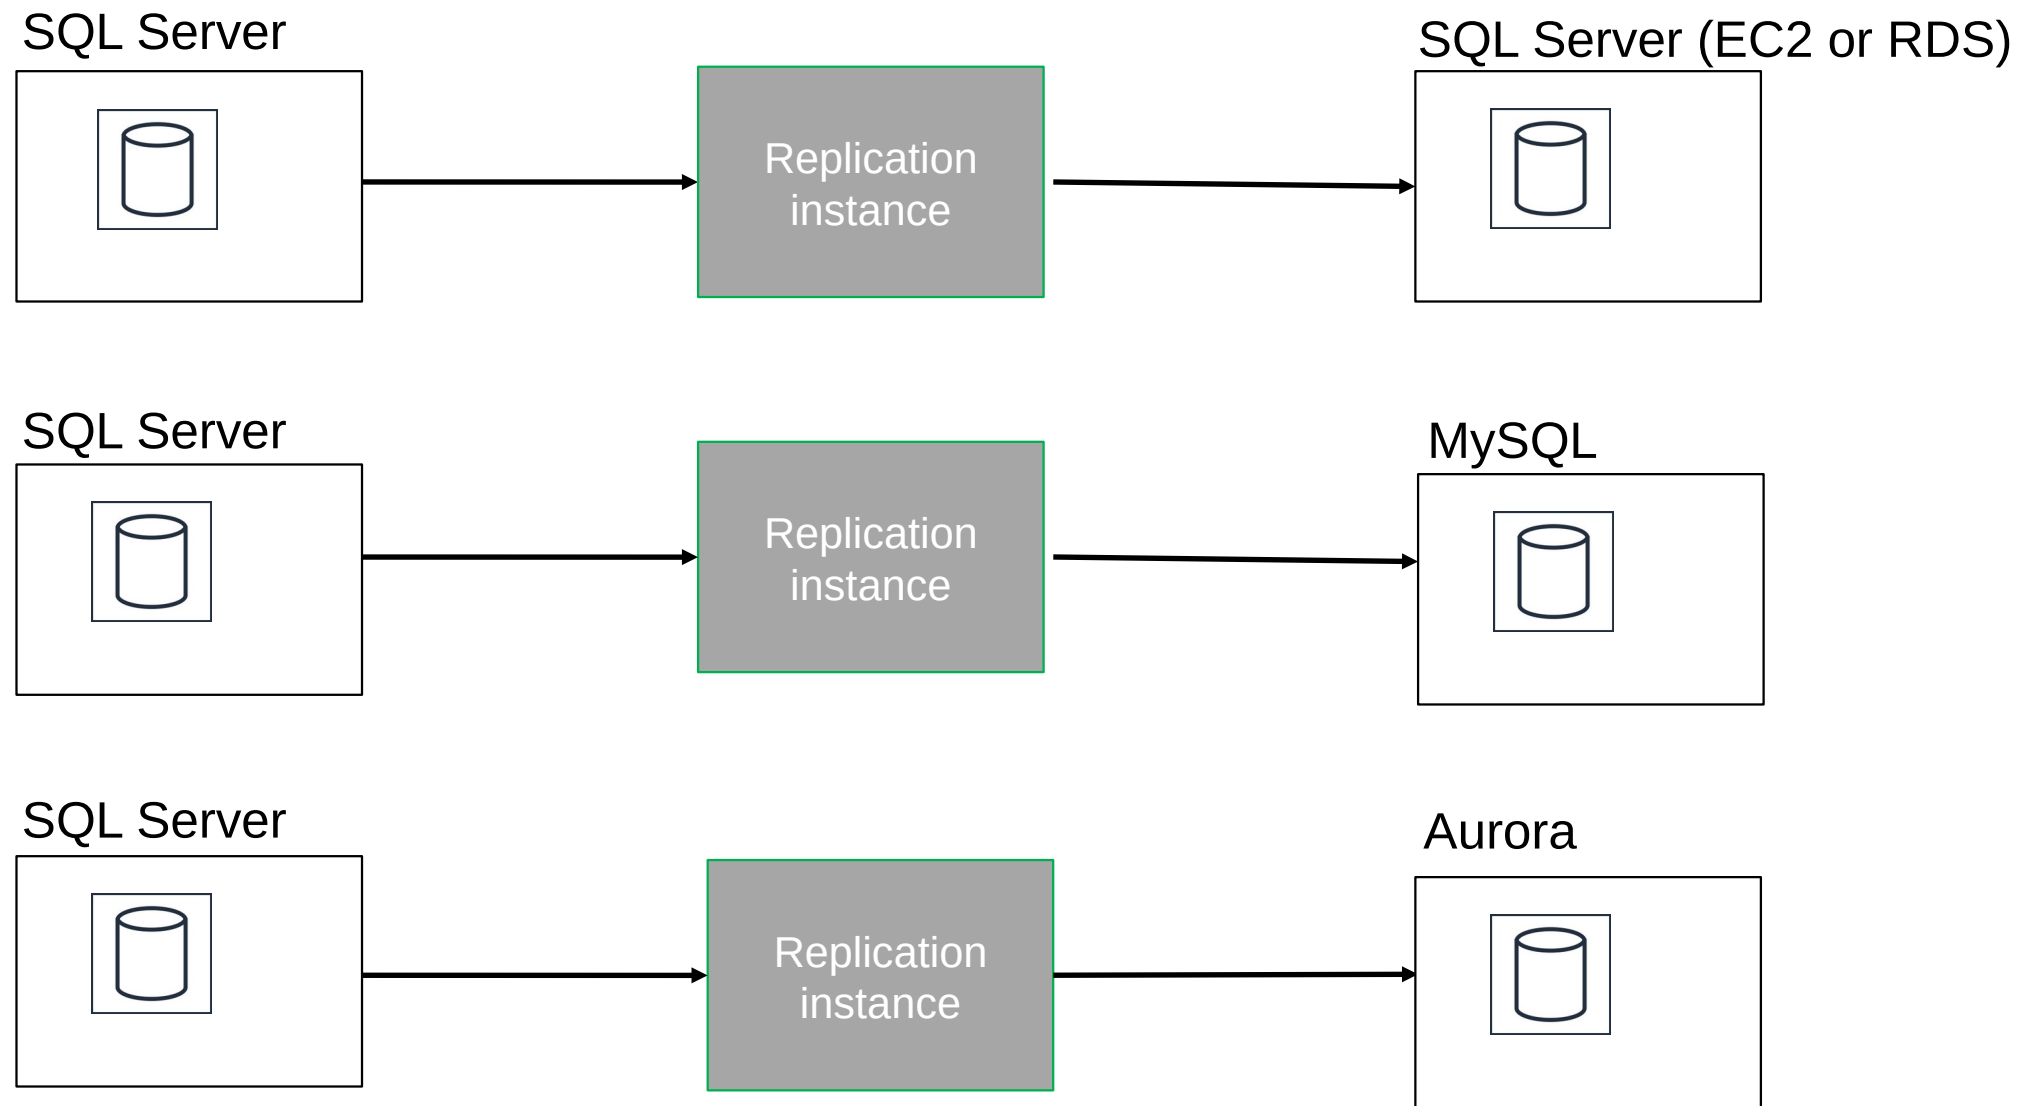 SQL Server
SQL Server (EC2 or RDS)
Replication
instance
SQL Server
MySQL
Replication
instance
SQL Server
Aurora
Replication
instance